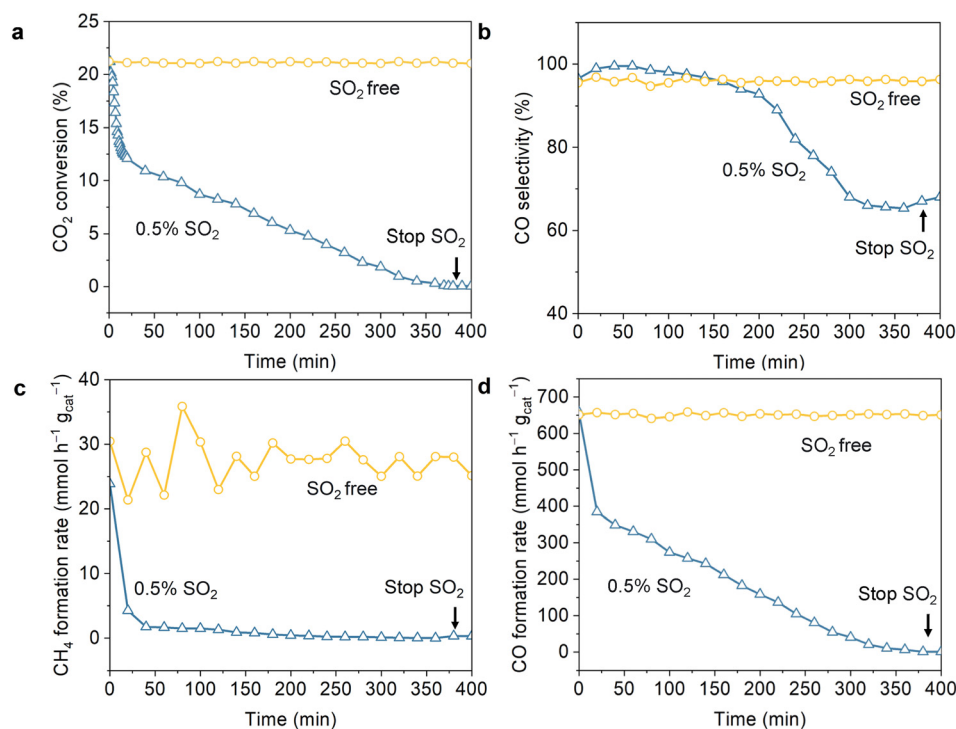 a
25
20
15
10
5
0
CO₂ conversion (%)
SO₂ free
0.5% SO₂
Stop SO₂
0 50 100 150 200 250 300 350 400
Time (min)
b
100
80
60
40
CO selectivity (%)
SO₂ free
0.5% SO₂
Stop SO₂
0 50 100 150 200 250 300 350 400
Time (min)
c
40
30
20
10
0
CH₄ formation rate (mmol h⁻¹ gcat⁻¹)
SO₂ free
0.5% SO₂
Stop SO₂
0 50 100 150 200 250 300 350 400
Time (min)
d
700
600
500
400
300
200
100
0
CO formation rate (mmol h⁻¹ gcat⁻¹)
SO₂ free
0.5% SO₂
Stop SO₂
0 50 100 150 200 250 300 350 400
Time (min)